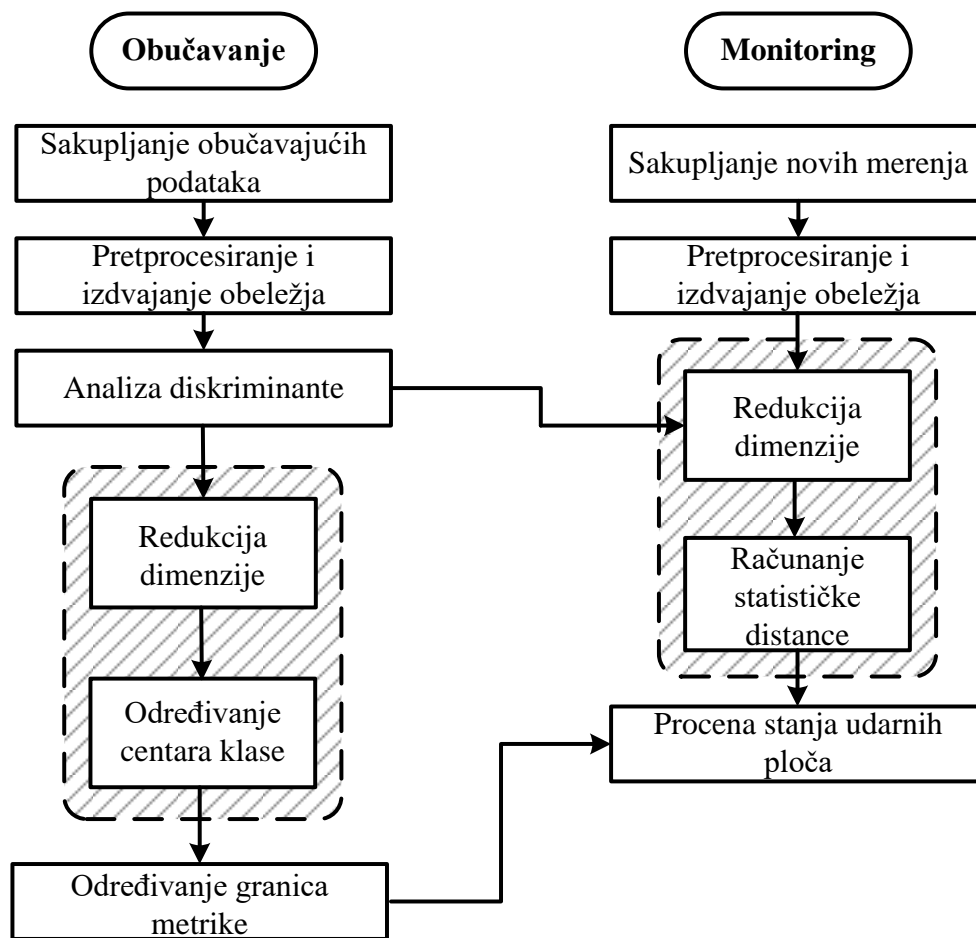 Obučavanje
Sakupljanje obučavajućih
podataka
Pretprocesiranje i
izdvajanje obeležja
Analiza diskriminante
Redukcija
dimenzije
Određivanje
centara klase
Određivanje granica
metrike
Monitoring
Sakupljanje novih merenja
Pretprocesiranje i
izdvajanje obeležja
Redukcija
dimenzije
Računanje
statističke
distance
Procena stanja udarnih
ploča